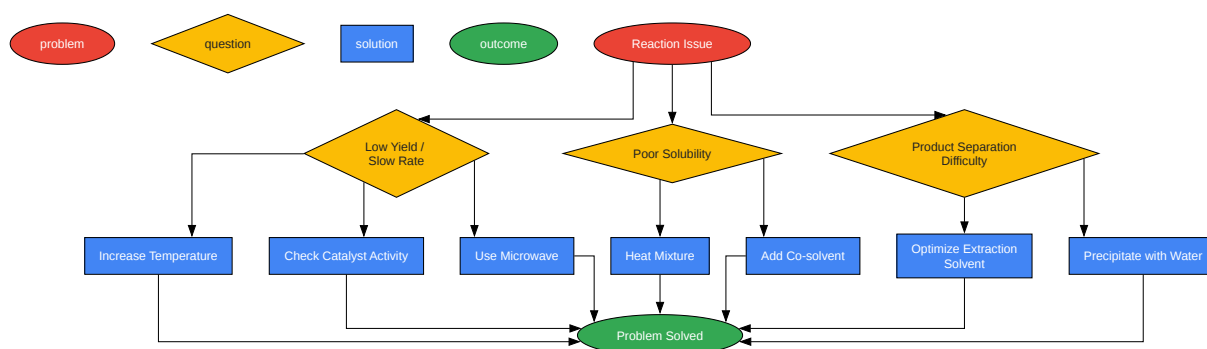 problem
question
solution
outcome
Reaction Issue
Low Yield /
Slow Rate
Poor Solubility
Product Separation
Difficulty
Increase Temperature
Check Catalyst Activity
Use Microwave
Heat Mixture
Add Co-solvent
Optimize Extraction
Solvent
Precipitate with Water
Problem Solved